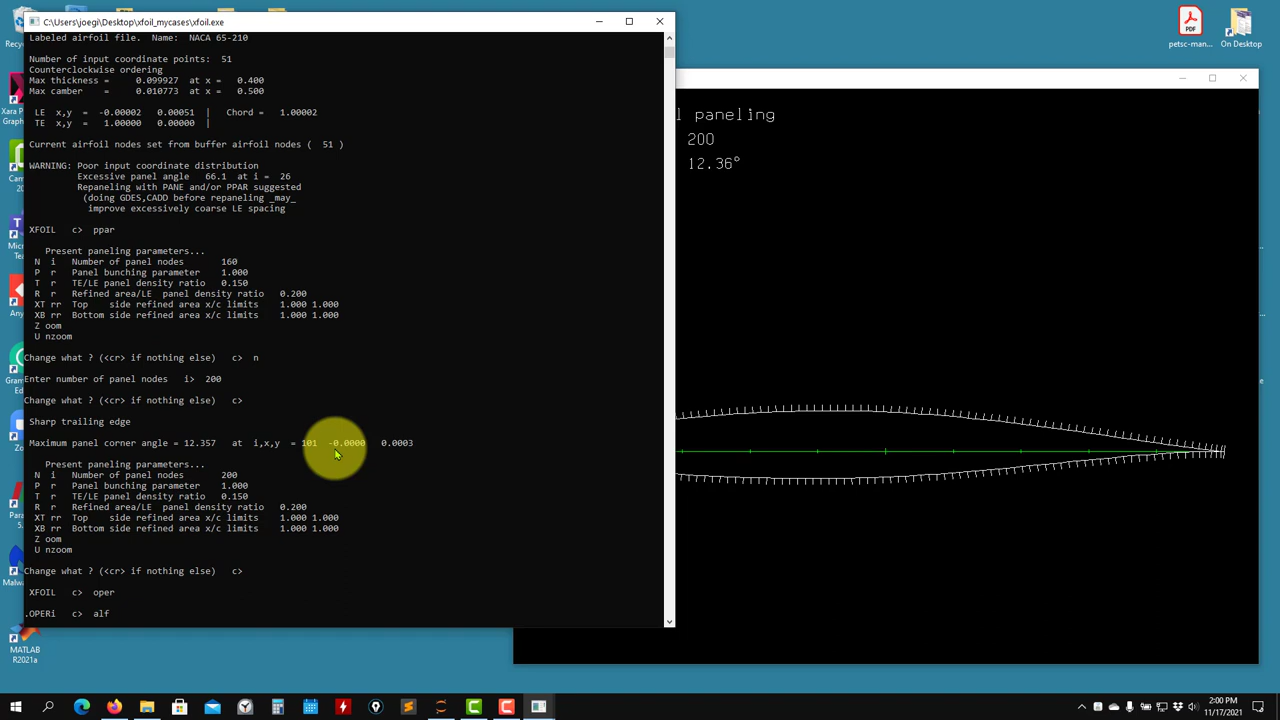 C:\Users\joegi\Desktop\xfoil_mycases\xfoil.exe
Labeled airfoil file.  Name:  NACA 65-210
Number of input coordinate points:  51
Counterclockwise ordering
Max thickness =     0.099927  at x =   0.400
Max camber    =     0.010773  at x =   0.500
LE  x,y  =  -0.00002   0.00051  |   Chord =   1.00002
TE  x,y  =   1.00000   0.00000  |
Current airfoil nodes set from buffer airfoil nodes (  51 )
WARNING: Poor input coordinate distribution
Excessive panel angle   66.1  at i =   26
Repaneling with PANE and/or PPAR suggested
(doing GDES,CADD before repaneling _may_
improve excessively coarse LE spacing
XFOIL   c>  ppar
Present paneling parameters...
N  i   Number of panel nodes      160
P  r   Panel bunching parameter   1.000
T  r   TE/LE panel density ratio  0.150
R  r   Refined area/LE  panel density ratio   0.200
XT rr  Top    side refined area x/c limits    1.000 1.000
XB rr  Bottom side refined area x/c limits    1.000 1.000
Z oom
U nzoom
Change what ? (<cr> if nothing else)   c>  n
Enter number of panel nodes   i>  200
Change what ? (<cr> if nothing else)   c>
Sharp trailing edge
Maximum panel corner angle = 12.357   at  i,x,y  = 101  -0.0000   0.0003
Present paneling parameters...
N  i   Number of panel nodes      200
P  r   Panel bunching parameter   1.000
T  r   TE/LE panel density ratio  0.150
R  r   Refined area/LE  panel density ratio   0.200
XT rr  Top    side refined area x/c limits    1.000 1.000
XB rr  Bottom side refined area x/c limits    1.000 1.000
Z oom
U nzoom
Change what ? (<cr> if nothing else)   c>
XFOIL   c>  oper
.OPERi   c>  alf
l paneling
200
12.36°
petsc-man...
On Desktop
MATLAB
R2021a
2:00 PM
11/17/2021